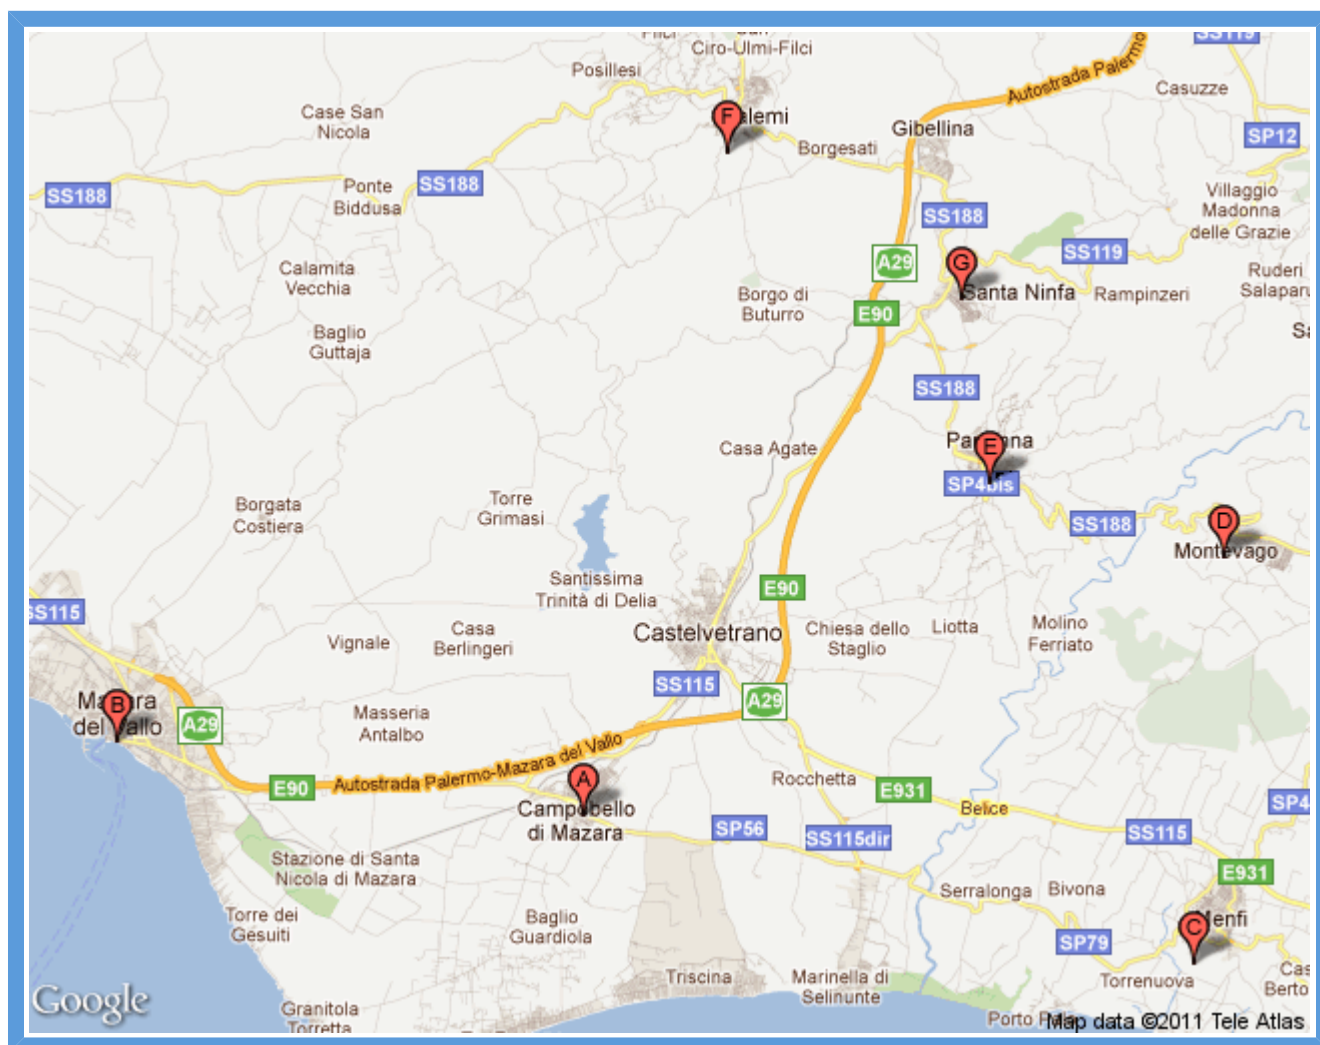 Ciro-Ulmi-Filci
SS119
Posillesi
Autostrada Palermo
Casuzze
Case San
Nicola
F
Borgesati
Gibellina
SP12
SS188
SS188
Ponte
Biddusa
SS188
Villaggio
Madonna
delle Grazie
A29
G
SS119
Calamita
Vecchia
Borgo di
Buturro
Santa Ninfa
Rampinzeri
Ruderi
E90
Baglio
Guttaja
SS188
Casa Agate
E
SP4bis
Torre
Grimasi
Borgata
Costiera
SS188
D
Montevago
Santissima
Trinità di Delia
E90
SS115
Vignale
Casa
Berlingeri
Castelvetrano
Chiesa dello
Staglio
Liotta
Molino
Ferriato
SS115
A29
B
del Vallo
A29
Masseria
Antalbo
Autostrada Palermo-Mazara del Vallo
E90
A
Campobello
di Mazara
Rocchetta
E931
Belice
SP4
SP56
SS115dir
SS115
E931
Stazione di Santa
Nicola di Mazara
Serralonga
Bivona
Torre dei
Gesuiti
Baglio
Guardiola
C
Menfi
SP79
Triscina
Marinella di
Selinunte
Torrenuova
Google
Granitola
Torretta
Porto
Map data ©2011 Tele Atlas